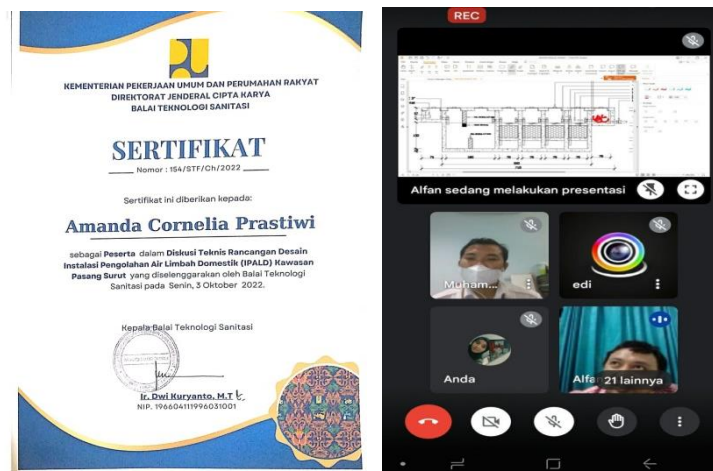 KEMENTERIAN PEKERJAAN UMUM DAN PERUMAHAN RAKYAT
DIREKTORAT JENDERAL CIPTA KARYA
BALAI TEKNOLOGI SANITASI
SERTIFIKAT
Nomor : 154/STF/Ch/2022
Sertifikat ini diberikan kepada:
Amanda Cornelia Prastiwi
sebagai Peserta dalam Diskusi Teknis Rancangan Desain
Instalasi Pengolahan Air Limbah Domestik (IPALD) Kawasan
Pasang Surut yang diselenggarakan oleh Balai Teknologi
Sanitasi pada Senin, 3 Oktober 2022.
Kepala Balai Teknologi Sanitasi
Ir. Dwi Kuryanto, M.T
NIP. 196604111996031001
REC
Alfan sedang melakukan presentasi
Muham...
edi
Anda
Alfa
21 lainnya